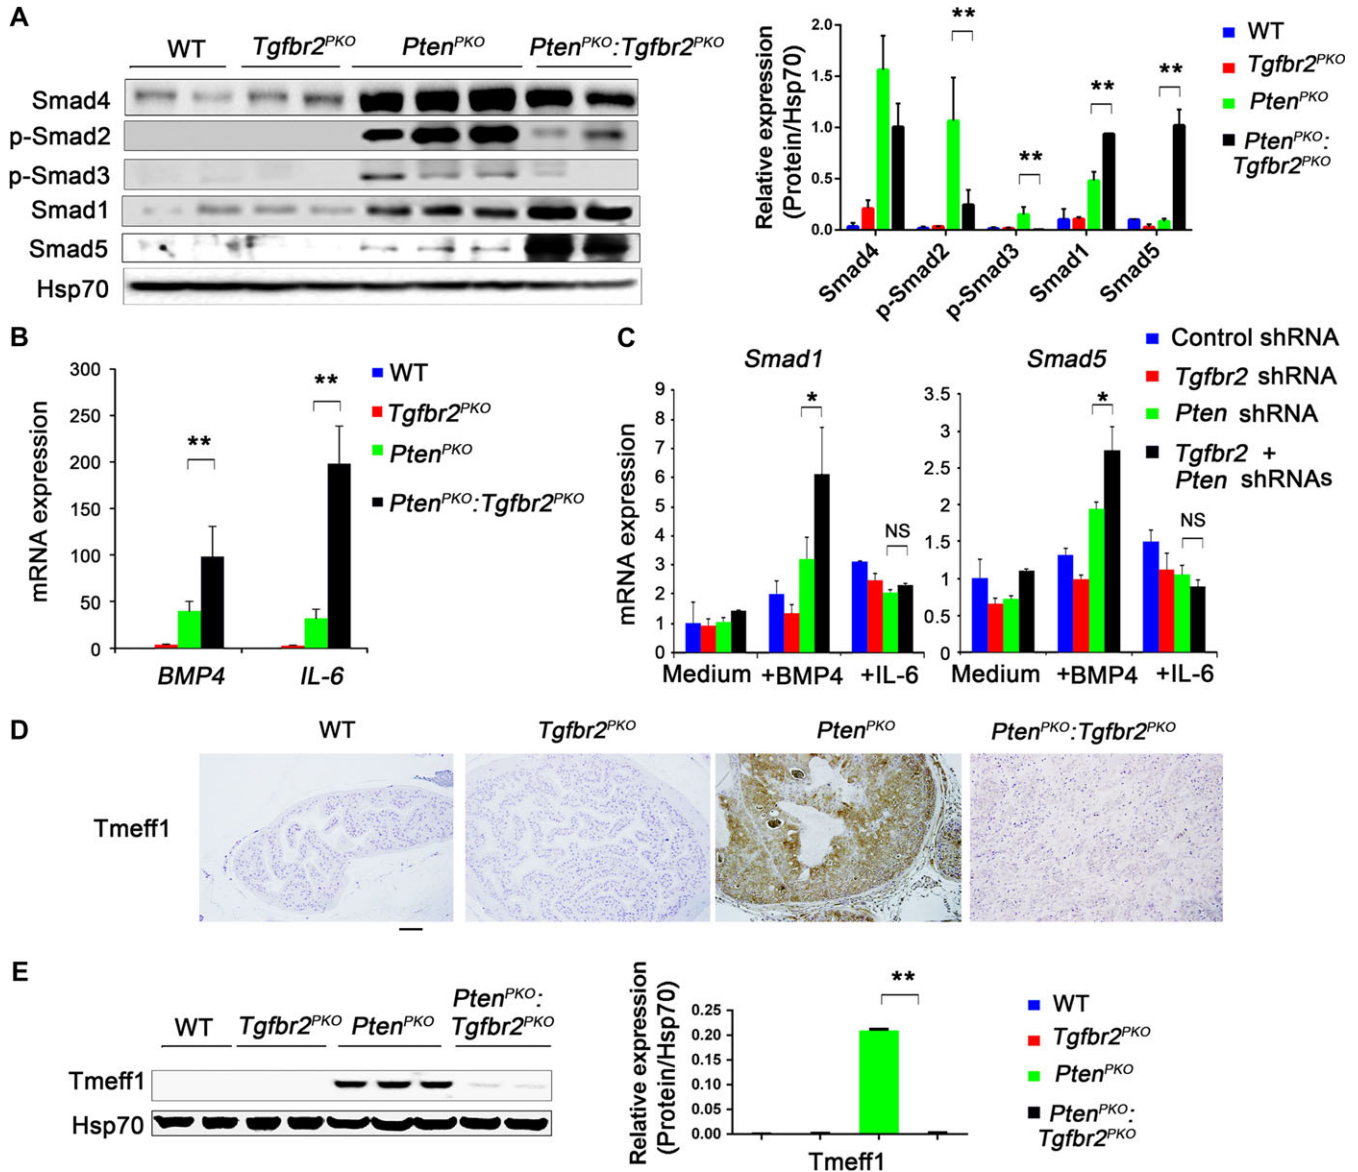 A
WT Tgfbr2PKO PtenPKO PtenPKO:Tgfbr2PKO
Smad4
p-Smad2
p-Smad3
Smad1
Smad5
Hsp70
Relative expression
(Protein/Hsp70)
2.0
1.5
1.0
0.5
0.0
** ** ** **
Smad4 p-Smad2 p-Smad3 Smad1 Smad5
WT
Tgfbr2PKO
PtenPKO
PtenPKO:
Tgfbr2PKO
B
mRNA expression
300
250
200
150
100
50
0
** **
BMP4 IL-6
WT
Tgfbr2PKO
PtenPKO
PtenPKO:Tgfbr2PKO
C
Smad1
mRNA expression
9
8
7
6
5
4
3
2
1
0
* NS
Medium +BMP4 +IL-6
Smad5
3.5
3
2.5
2
1.5
1
0.5
0
* NS
Medium +BMP4 +IL-6
Control shRNA
Tgfbr2 shRNA
Pten shRNA
Tgfbr2 +
Pten shRNAs
D
WT Tgfbr2PKO PtenPKO PtenPKO:Tgfbr2PKO
Tmeff1
E
WT Tgfbr2PKO PtenPKO PtenPKO:
Tgfbr2PKO
Tmeff1
Hsp70
Relative expression
(Protein/Hsp70)
0.25
0.20
0.15
0.10
0.05
0.00
**
Tmeff1
WT
Tgfbr2PKO
PtenPKO
PtenPKO:
Tgfbr2PKO